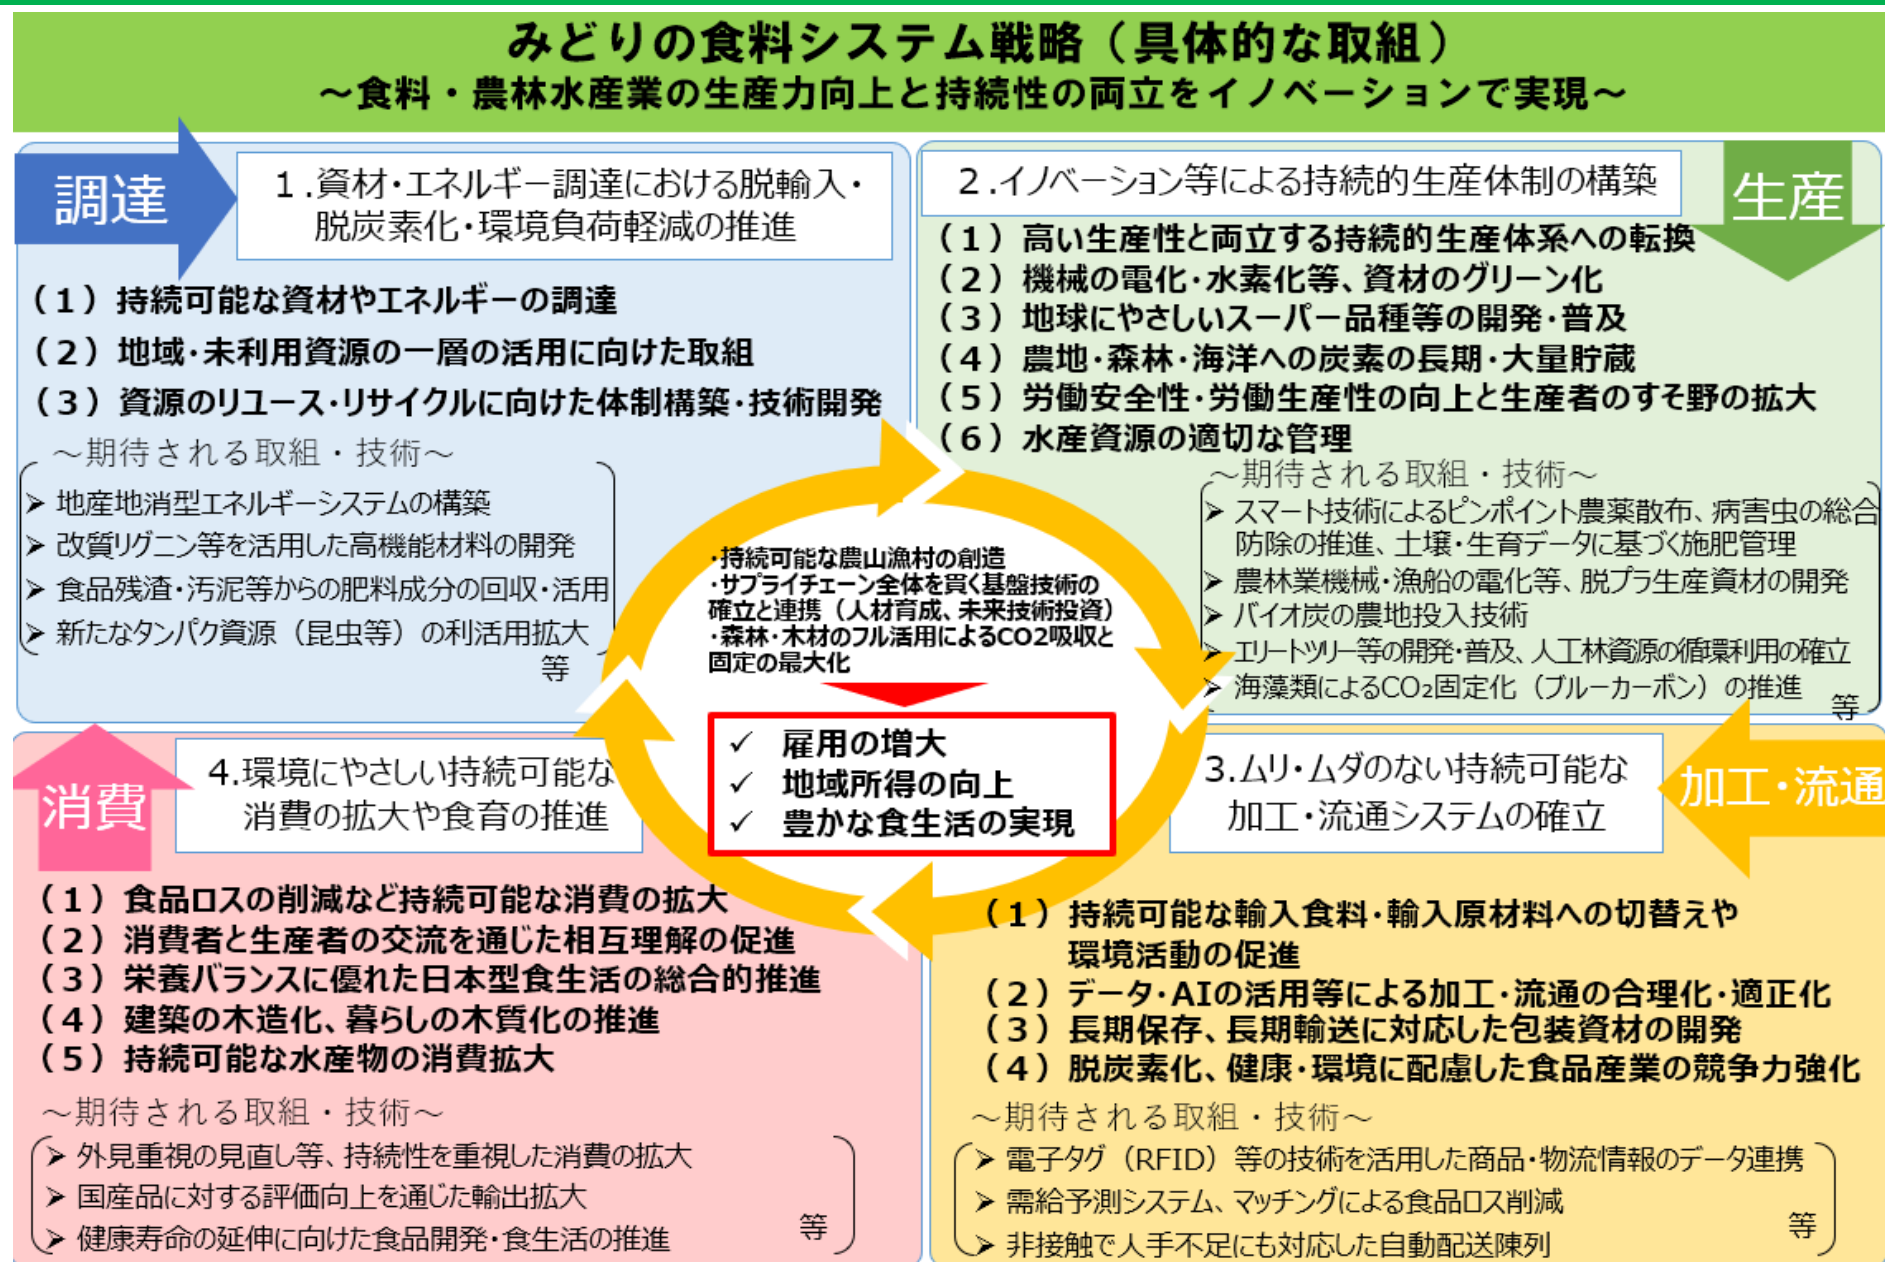 みどりの食料システム戦略（具体的な取組）
～食料・農林水産業の生産力向上と持続性の両立をイノベーションで実現～
調達
１.資材・エネルギー調達における脱輸入・
脱炭素化・環境負荷軽減の推進
（１）持続可能な資材やエネルギーの調達
（２）地域・未利用資源の一層の活用に向けた取組
（３）資源のリユース・リサイクルに向けた体制構築・技術開発
～期待される取組・技術～
➢ 地産地消型エネルギーシステムの構築
➢ 改質リグニン等を活用した高機能材料の開発
➢ 食品残渣・汚泥等からの肥料成分の回収・活用
➢ 新たなタンパク資源（昆虫等）の利活用拡大
等
２.イノベーション等による持続的生産体制の構築
生産
（１）高い生産性と両立する持続的生産体系への転換
（２）機械の電化・水素化等、資材のグリーン化
（３）地球にやさしいスーパー品種等の開発・普及
（４）農地・森林・海洋への炭素の長期・大量貯蔵
（５）労働安全性・労働生産性の向上と生産者のすそ野の拡大
（６）水産資源の適切な管理
～期待される取組・技術～
➢ スマート技術によるピンポイント農薬散布、病害虫の総合
防除の推進、土壌・生育データに基づく施肥管理
➢ 農林業機械・漁船の電化等、脱プラ生産資材の開発
➢ バイオ炭の農地投入技術
➢ エリートツリー等の開発・普及、人工林資源の循環利用の確立
➢ 海藻類によるCO₂固定化（ブルーカーボン）の推進
等
・持続可能な農山漁村の創造
・サプライチェーン全体を貫く基盤技術の
確立と連携（人材育成、未来技術投資）
・森林・木材のフル活用によるCO2吸収と
固定の最大化
✓ 雇用の増大
✓ 地域所得の向上
✓ 豊かな食生活の実現
加工・流通
3.ムリ・ムダのない持続可能な
加工・流通システムの確立
（１）持続可能な輸入食料・輸入原材料への切替えや
環境活動の促進
（２）データ・AIの活用等による加工・流通の合理化・適正化
（３）長期保存、長期輸送に対応した包装資材の開発
（４）脱炭素化、健康・環境に配慮した食品産業の競争力強化
～期待される取組・技術～
➢ 電子タグ（RFID）等の技術を活用した商品・物流情報のデータ連携
➢ 需給予測システム、マッチングによる食品ロス削減
➢ 非接触で人手不足にも対応した自動配送陳列
等
消費
4.環境にやさしい持続可能な
消費の拡大や食育の推進
（１）食品ロスの削減など持続可能な消費の拡大
（２）消費者と生産者の交流を通じた相互理解の促進
（３）栄養バランスに優れた日本型食生活の総合的推進
（４）建築の木造化、暮らしの木質化の推進
（５）持続可能な水産物の消費拡大
～期待される取組・技術～
➢ 外見重視の見直し等、持続性を重視した消費の拡大
➢ 国産品に対する評価向上を通じた輸出拡大
➢ 健康寿命の延伸に向けた食品開発・食生活の推進
等